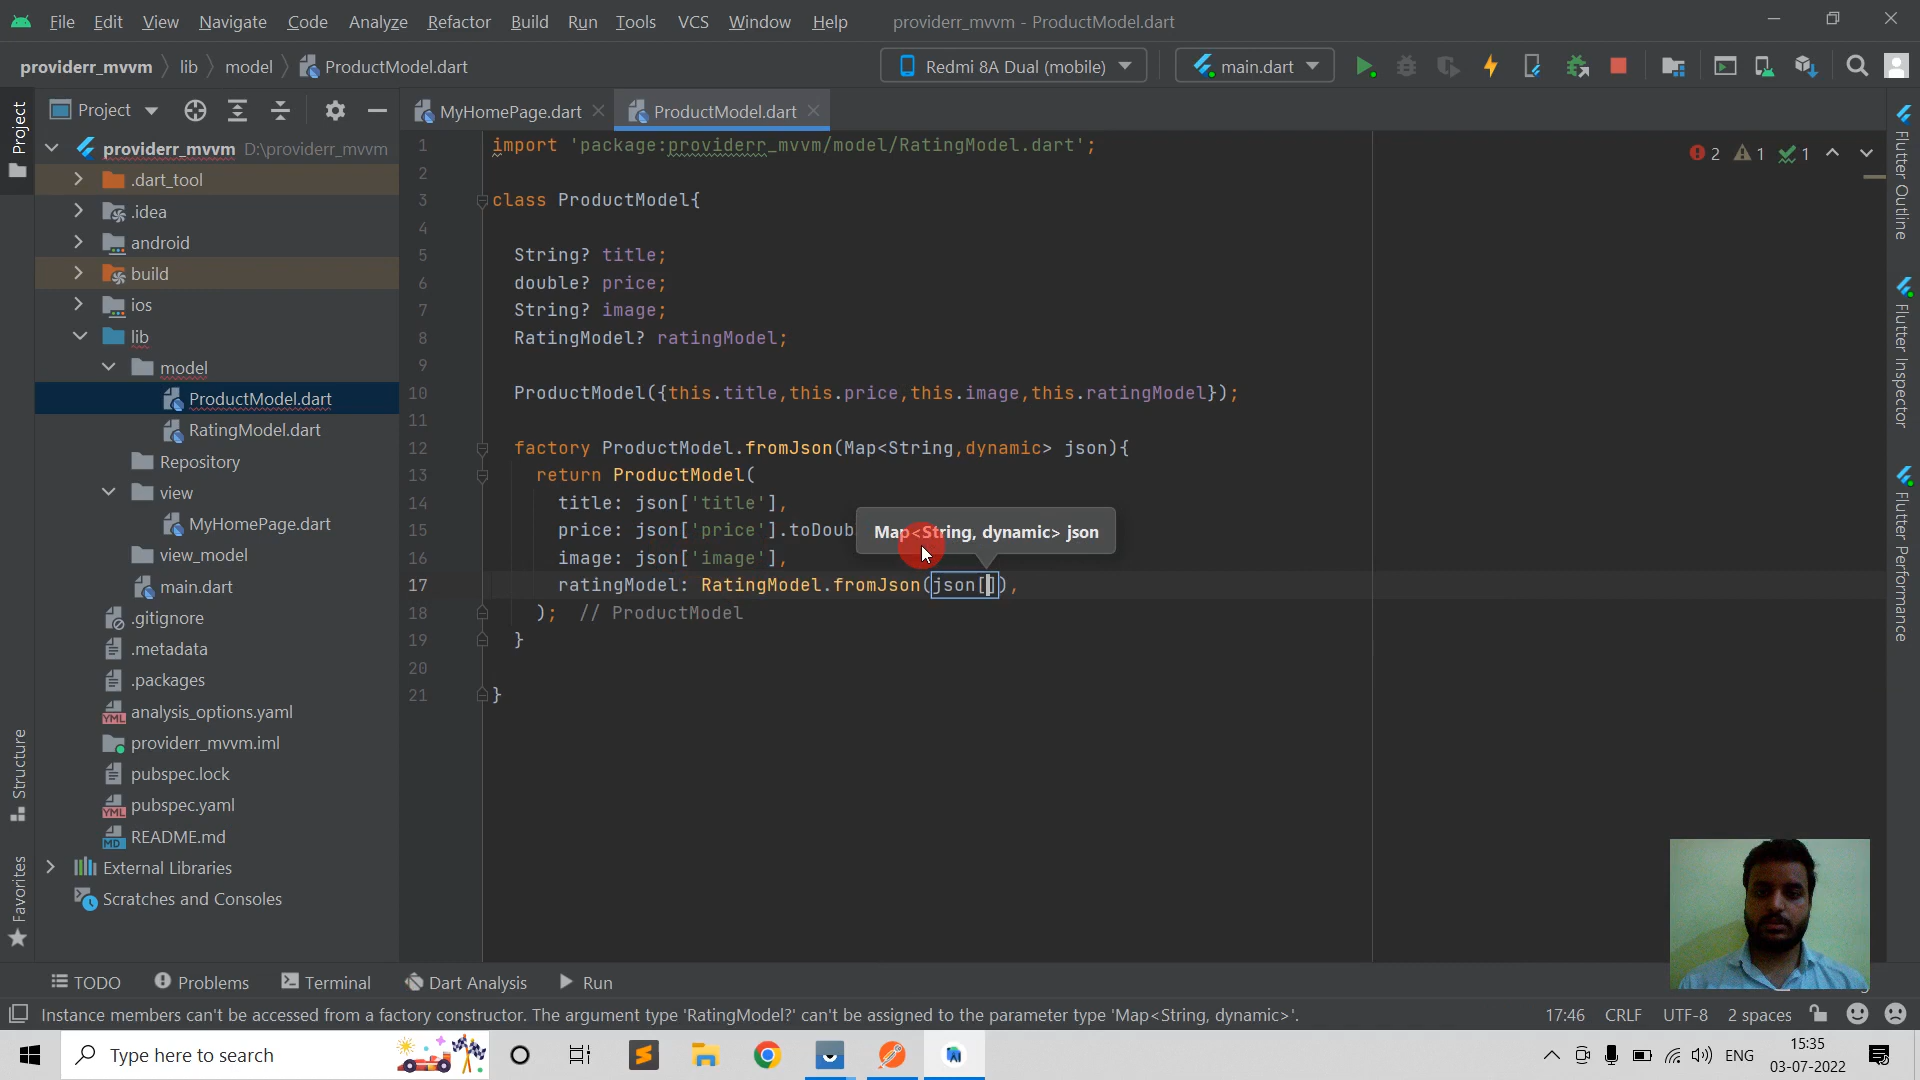 File Edit View Navigate Code Analyze Refactor Build Run Tools VCS Window Help providerr_mvvm - ProductModel.dart
providerr_mvvm lib model ProductModel.dart Redmi 8A Dual (mobile) main.dart
Project
MyHomePage.dart ProductModel.dart
providerr_mvvm D:\providerr_mvvm
.dart_tool
.idea
android
build
ios
lib
model
ProductModel.dart
RatingModel.dart
Repository
view
MyHomePage.dart
view_model
main.dart
.gitignore
.metadata
.packages
analysis_options.yaml
providerr_mvvm.iml
pubspec.lock
pubspec.yaml
README.md
External Libraries
Scratches and Consoles
Project
Structure
Favorites
1 import 'package:providerr_mvvm/model/RatingModel.dart';
2
3 class ProductModel{
4
5 String? title;
6 double? price;
7 String? image;
8 RatingModel? ratingModel;
9
10 ProductModel({this.title,this.price,this.image,this.ratingModel});
11
12 factory ProductModel.fromJson(Map<String,dynamic> json){
13 return ProductModel(
14 title: json['title'],
15 price: json['price'].toDoub
16 image: json['image'],
17 ratingModel: RatingModel.fromJson(json[]),
18 ); // ProductModel
19 }
20
21 }
Map<String, dynamic> json
2 1 1
Flutter Outline
Flutter Inspector
Flutter Performance
TODO Problems Terminal Dart Analysis Run
Instance members can't be accessed from a factory constructor. The argument type 'RatingModel?' can't be assigned to the parameter type 'Map<String, dynamic>'. 17:46 CRLF UTF-8 2 spaces
Type here to search ENG 15:35
03-07-2022